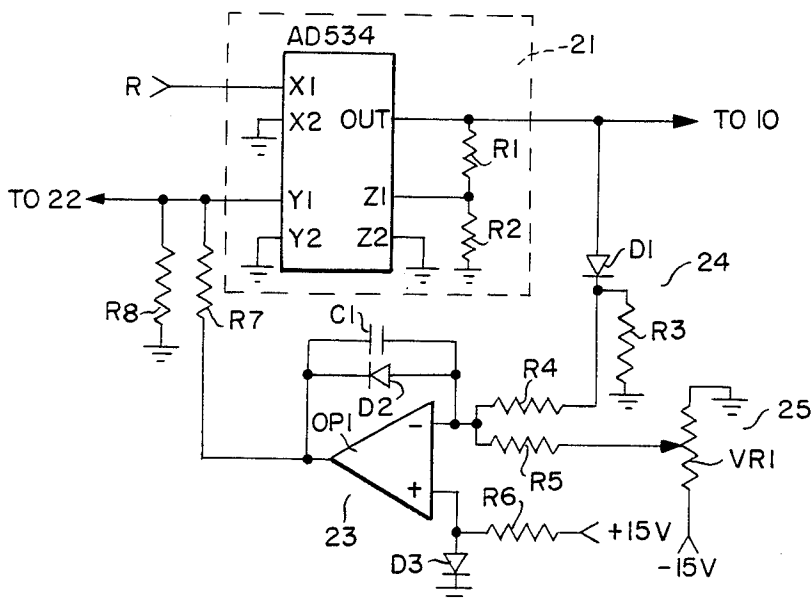 AD534
21
R
X1
X2
OUT
TO 10
R1
TO 22
Y1
Z1
Y2
Z2
R2
D1
24
R8
R7
C1
R3
D2
R4
25
OP1
-
R5
VR1
+
R6
23
+15V
-15V
D3